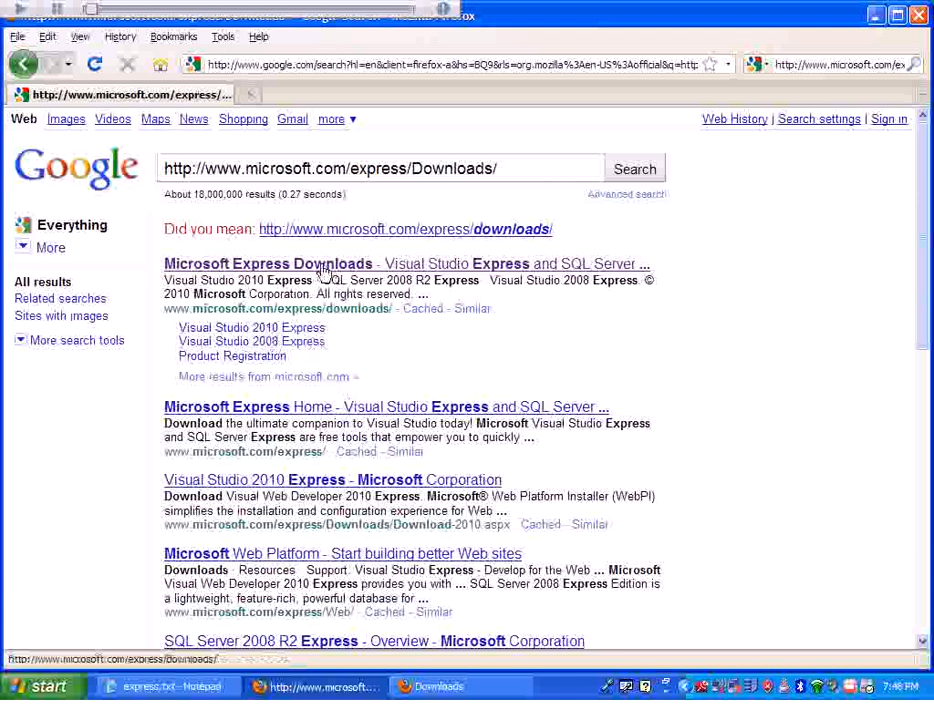 File Edit View History Bookmarks Tools Help
http://www.google.com/search?hl=en&client=firefox-a&hs=BQ9&rls=org.mozilla%3Aen-US%3Aofficial&q=http:
http://www.microsoft.com/ex
http://www.microsoft.com/express/...
Web Images Videos Maps News Shopping Gmail more ▼
Web History | Search settings | Sign in
Google
http://www.microsoft.com/express/Downloads/
Search
About 18,000,000 results (0.27 seconds)
Advanced search
Everything
More
All results
Related searches
Sites with images
More search tools
Did you mean: http://www.microsoft.com/express/downloads/
Microsoft Express Downloads - Visual Studio Express and SQL Server ...
Visual Studio 2010 Express SQL Server 2008 R2 Express Visual Studio 2008 Express. ©
2010 Microsoft Corporation. All rights reserved. ...
www.microsoft.com/express/downloads/ - Cached - Similar
Visual Studio 2010 Express
Visual Studio 2008 Express
Product Registration
More results from microsoft.com »
Microsoft Express Home - Visual Studio Express and SQL Server ...
Download the ultimate companion to Visual Studio today! Microsoft Visual Studio Express
and SQL Server Express are free tools that empower you to quickly ...
www.microsoft.com/express/ Cached - Similar
Visual Studio 2010 Express - Microsoft Corporation
Download Visual Web Developer 2010 Express. Microsoft® Web Platform Installer (WebPI)
simplifies the installation and configuration experience for Web ...
www.microsoft.com/express/Downloads/Download-2010.aspx Cached - Similar
Microsoft Web Platform - Start building better Web sites
Downloads · Resources Support. Visual Studio Express - Develop for the Web ... Microsoft
Visual Web Developer 2010 Express provides you with ... SQL Server 2008 Express Edition is
a lightweight, feature-rich, powerful database for ...
www.microsoft.com/express/Web/ - Cached - Similar
SQL Server 2008 R2 Express - Overview - Microsoft Corporation
http://www.microsoft.com/express/downloads/
start
express.txt - Notepad
http://www.microsoft....
Downloads
7:46 PM